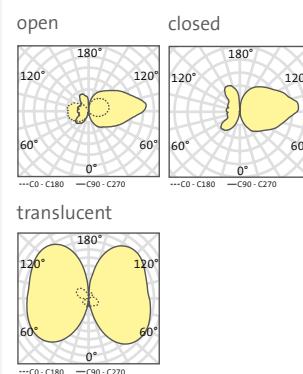 open
180°
120° 120°
60° 60°
0°
---C0 - C180 —C90 - C270
closed
180°
120° 120
60° 60
0°
---C0 - C180 —C90 - C270
translucent
180°
120° 120°
60° 60°
0°
---C0 - C180 —C90 - C270